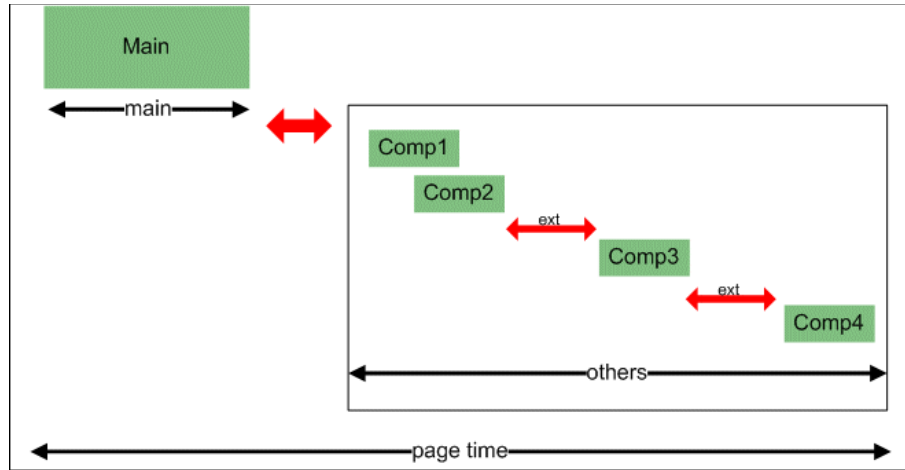 Main
main
Comp1
Comp2
ext
Comp3
ext
Comp4
others
page time